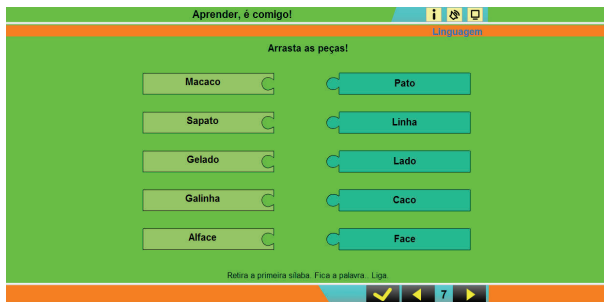 Aprender, é comigo!
i
Linguagem
Arrasta as peças!
Macaco Pato
Sapato Linha
Gelado Lado
Galinha Caco
Alface Face
Retira a primeira sílaba. Fica a palavra.. Liga.
7